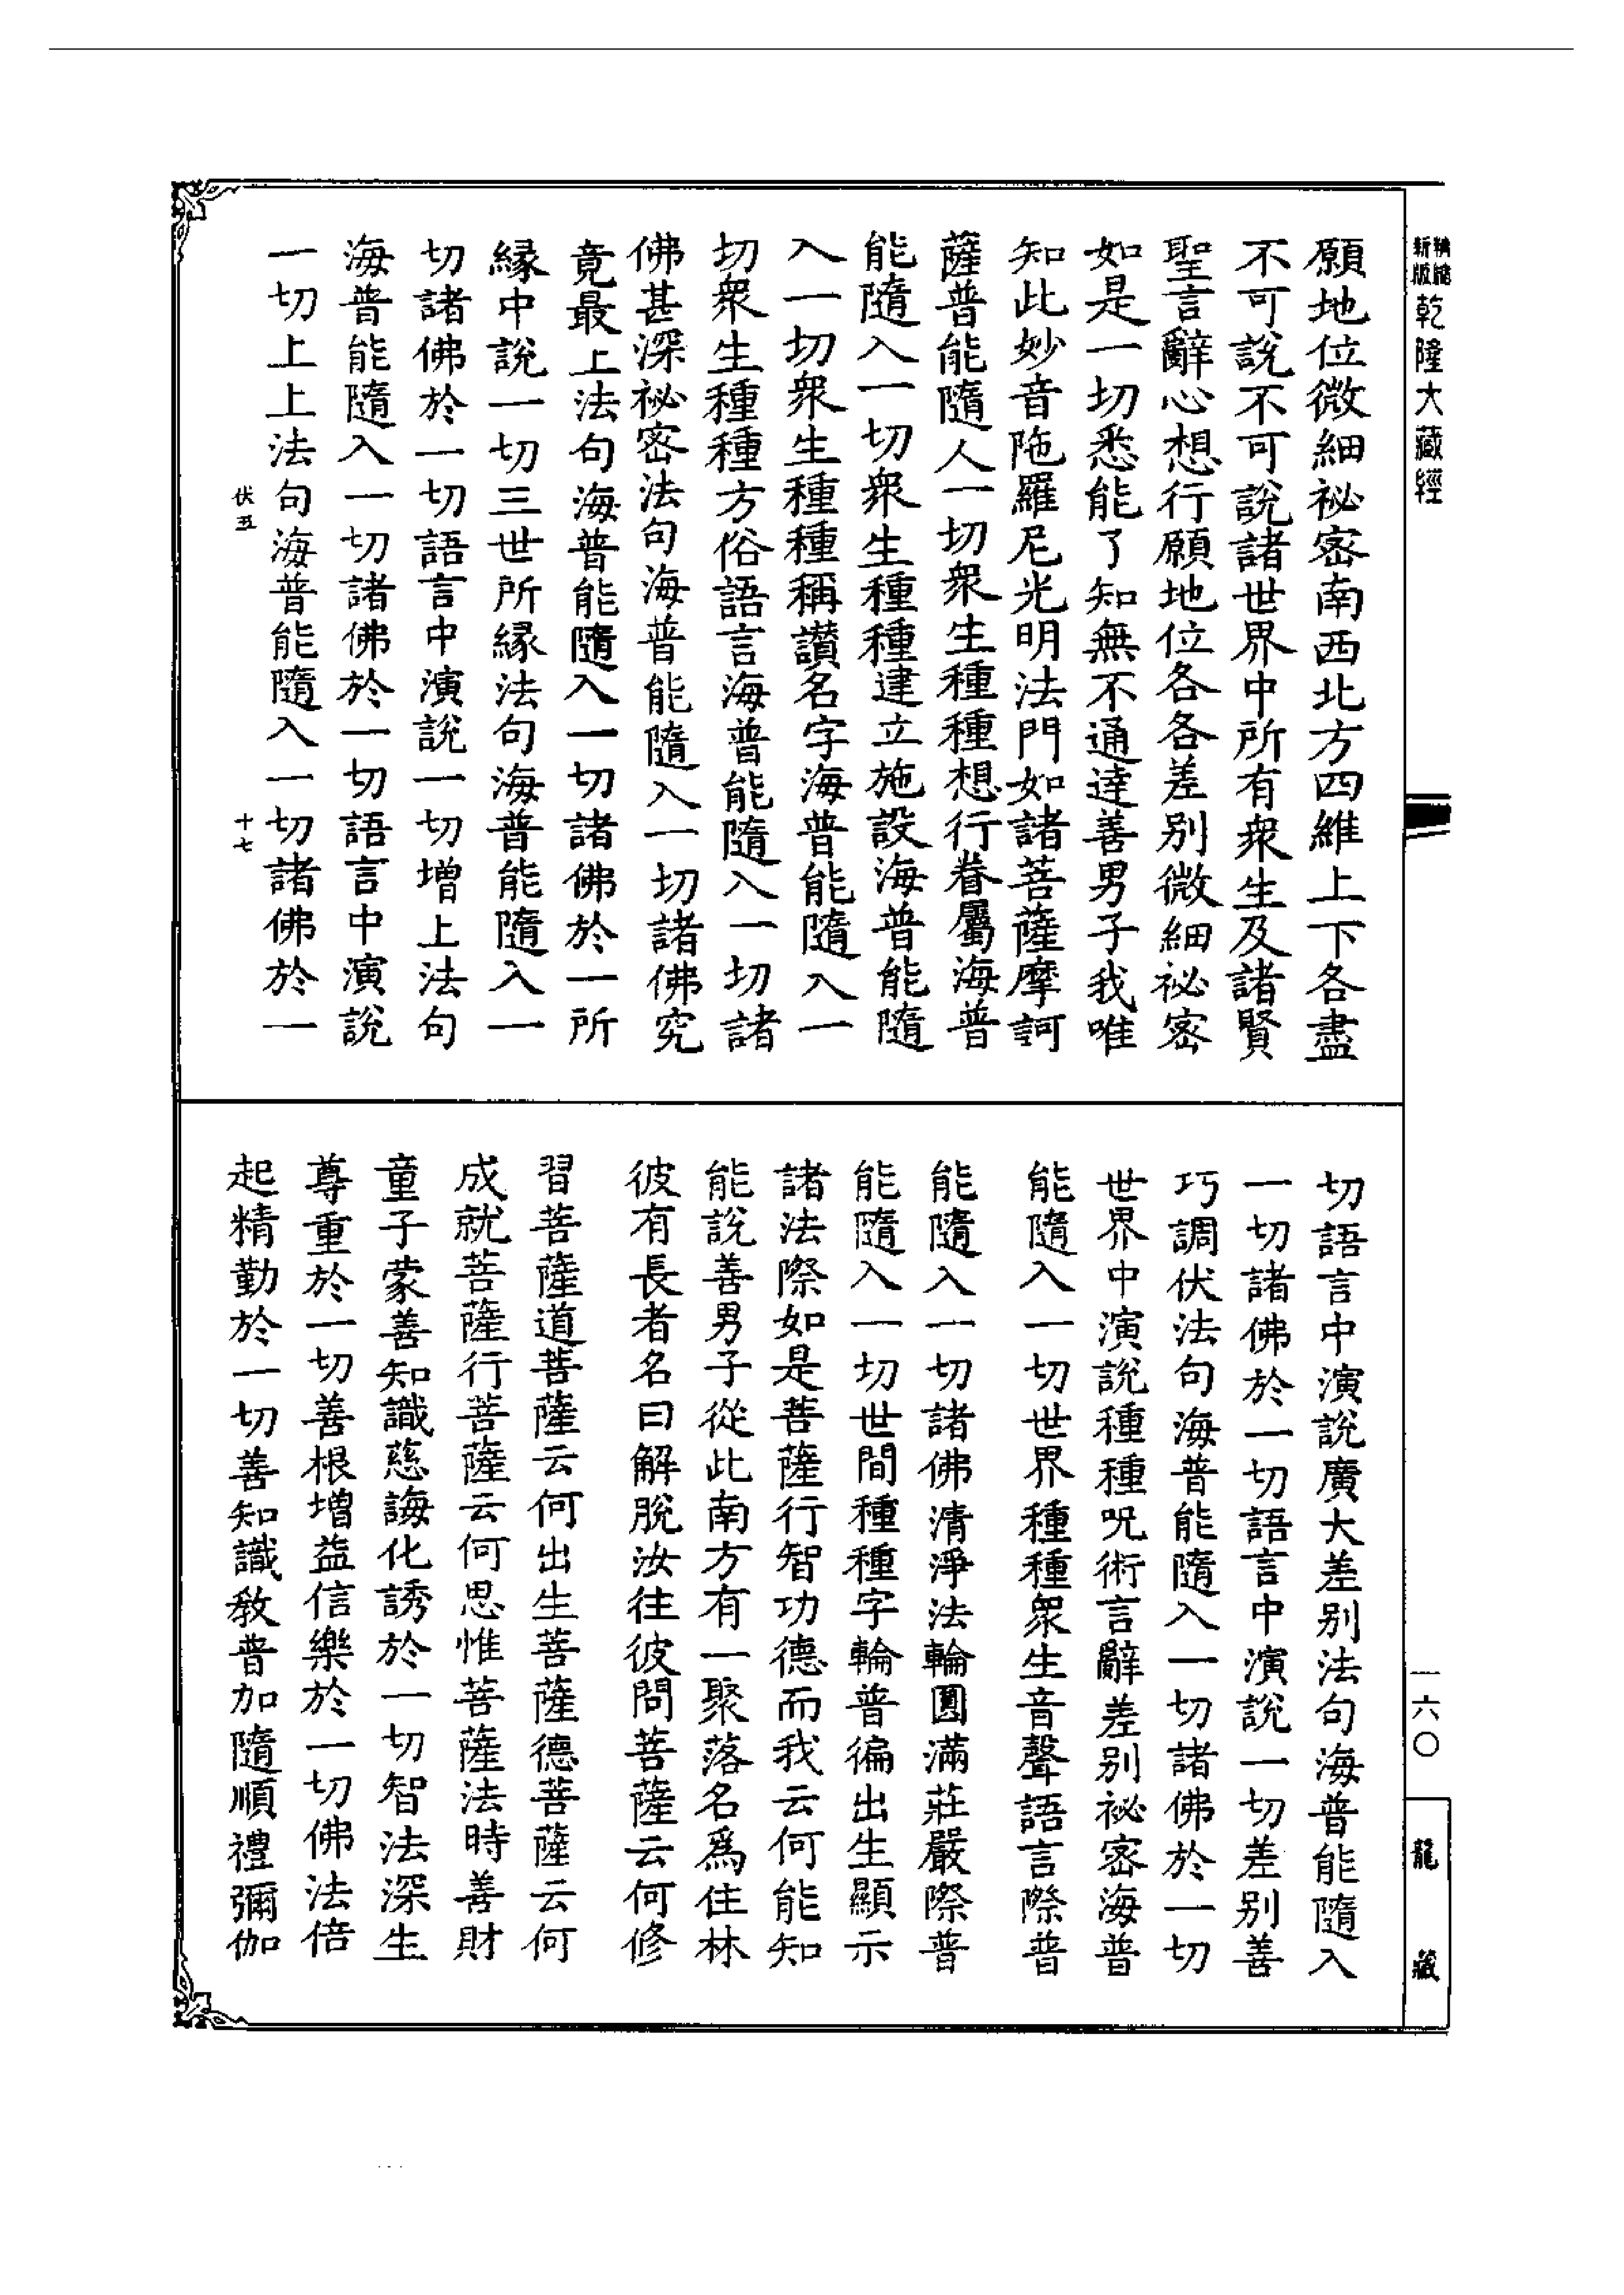 精縮新版乾隆大藏經
願地位微細祕密南西北方四維上下各盡
不可說不可說諸世界中所有衆生及諸賢
聖言辭心想行願地位各各差别微細祕密
如是一切悉能了知無不通達善男子我唯
知此妙音陁羅尼光明法門如諸菩薩摩訶
薩普能隨人一切衆生種種想行眷屬海普
能隨入一切衆生種種建立施設海普能隨
入一切衆生種種稱讃名字海普能隨入一
切衆生種種方俗語言海普能隨入一切諸
佛甚深祕密法句海普能隨入一切諸佛究
竟最上法句海普能隨入一切諸佛於一所
緣中說一切三世所緣法句海普能隨入一
切諸佛於一切語言中演說一切增上法句
海普能隨入一切諸佛於一切語言中演說
一切上上法句海普能隨入一切諸佛於一
伏五 十七
切語言中演說廣大差别法句海普能隨入
一切諸佛於一切語言中演說一切差别善
巧調伏法句海普能隨入一切諸佛於一切
世界中演說種種呪術言辭差别祕密海普
能隨入一切世界種種衆生音聲語言際普
能隨入一切諸佛清淨法輪圓滿莊嚴際普
能隨入一切世間種種字輪普徧出生顯示
諸法際如是菩薩行智功德而我云何能知
能說善男子從此南方有一聚落名爲住林
彼有長者名曰解脫汝往彼問菩薩云何修
習菩薩道菩薩云何出生菩薩德菩薩云何
成就菩薩行菩薩云何思惟菩薩法時善財
童子蒙善知識慈誨化誘於一切智法深生
尊重於一切善根增益信樂於一切佛法倍
起精勤於一切善知識教普加隨順禮彌伽
一六〇
龍藏